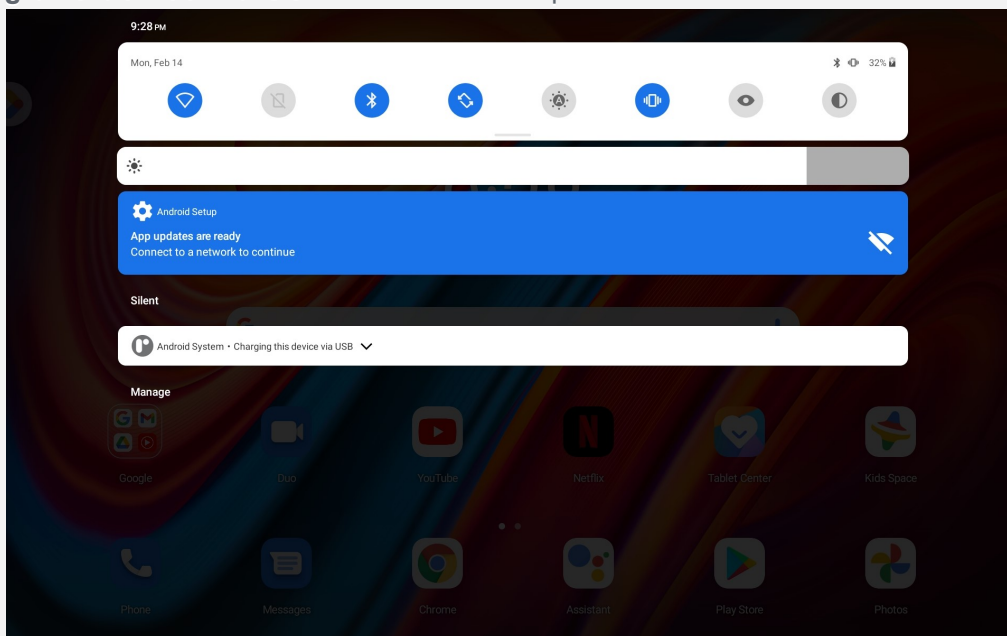 9:28 PM
Mon, Feb 14
32%
Android Setup
App updates are ready
Connect to a network to continue
Silent
Android System • Charging this device via USB
Manage
Google
Duo
YouTube
Netflix
Tablet Center
Kids Space
Phone
Messages
Chrome
Assistant
Play Store
Photos